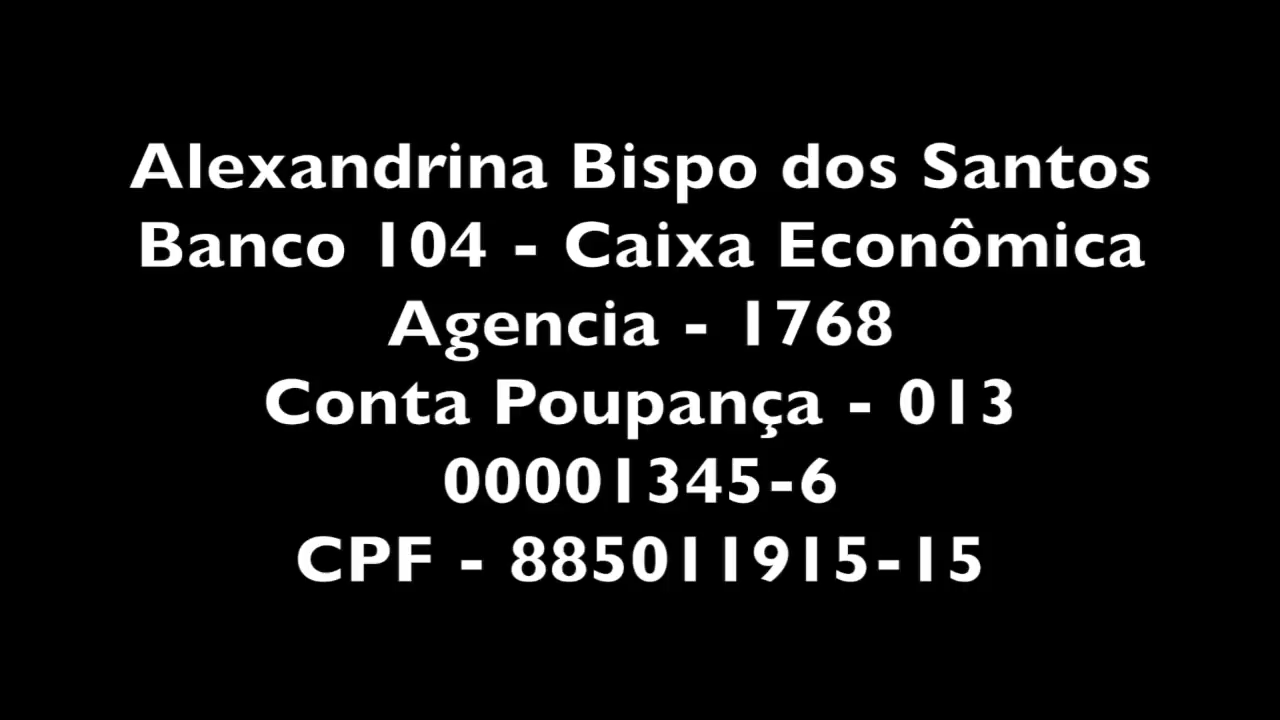 Alexandrina Bispo dos Santos
Banco 104 - Caixa Econômica
Agencia - 1768
Conta Poupança - 013
00001345-6
CPF - 885011915-15